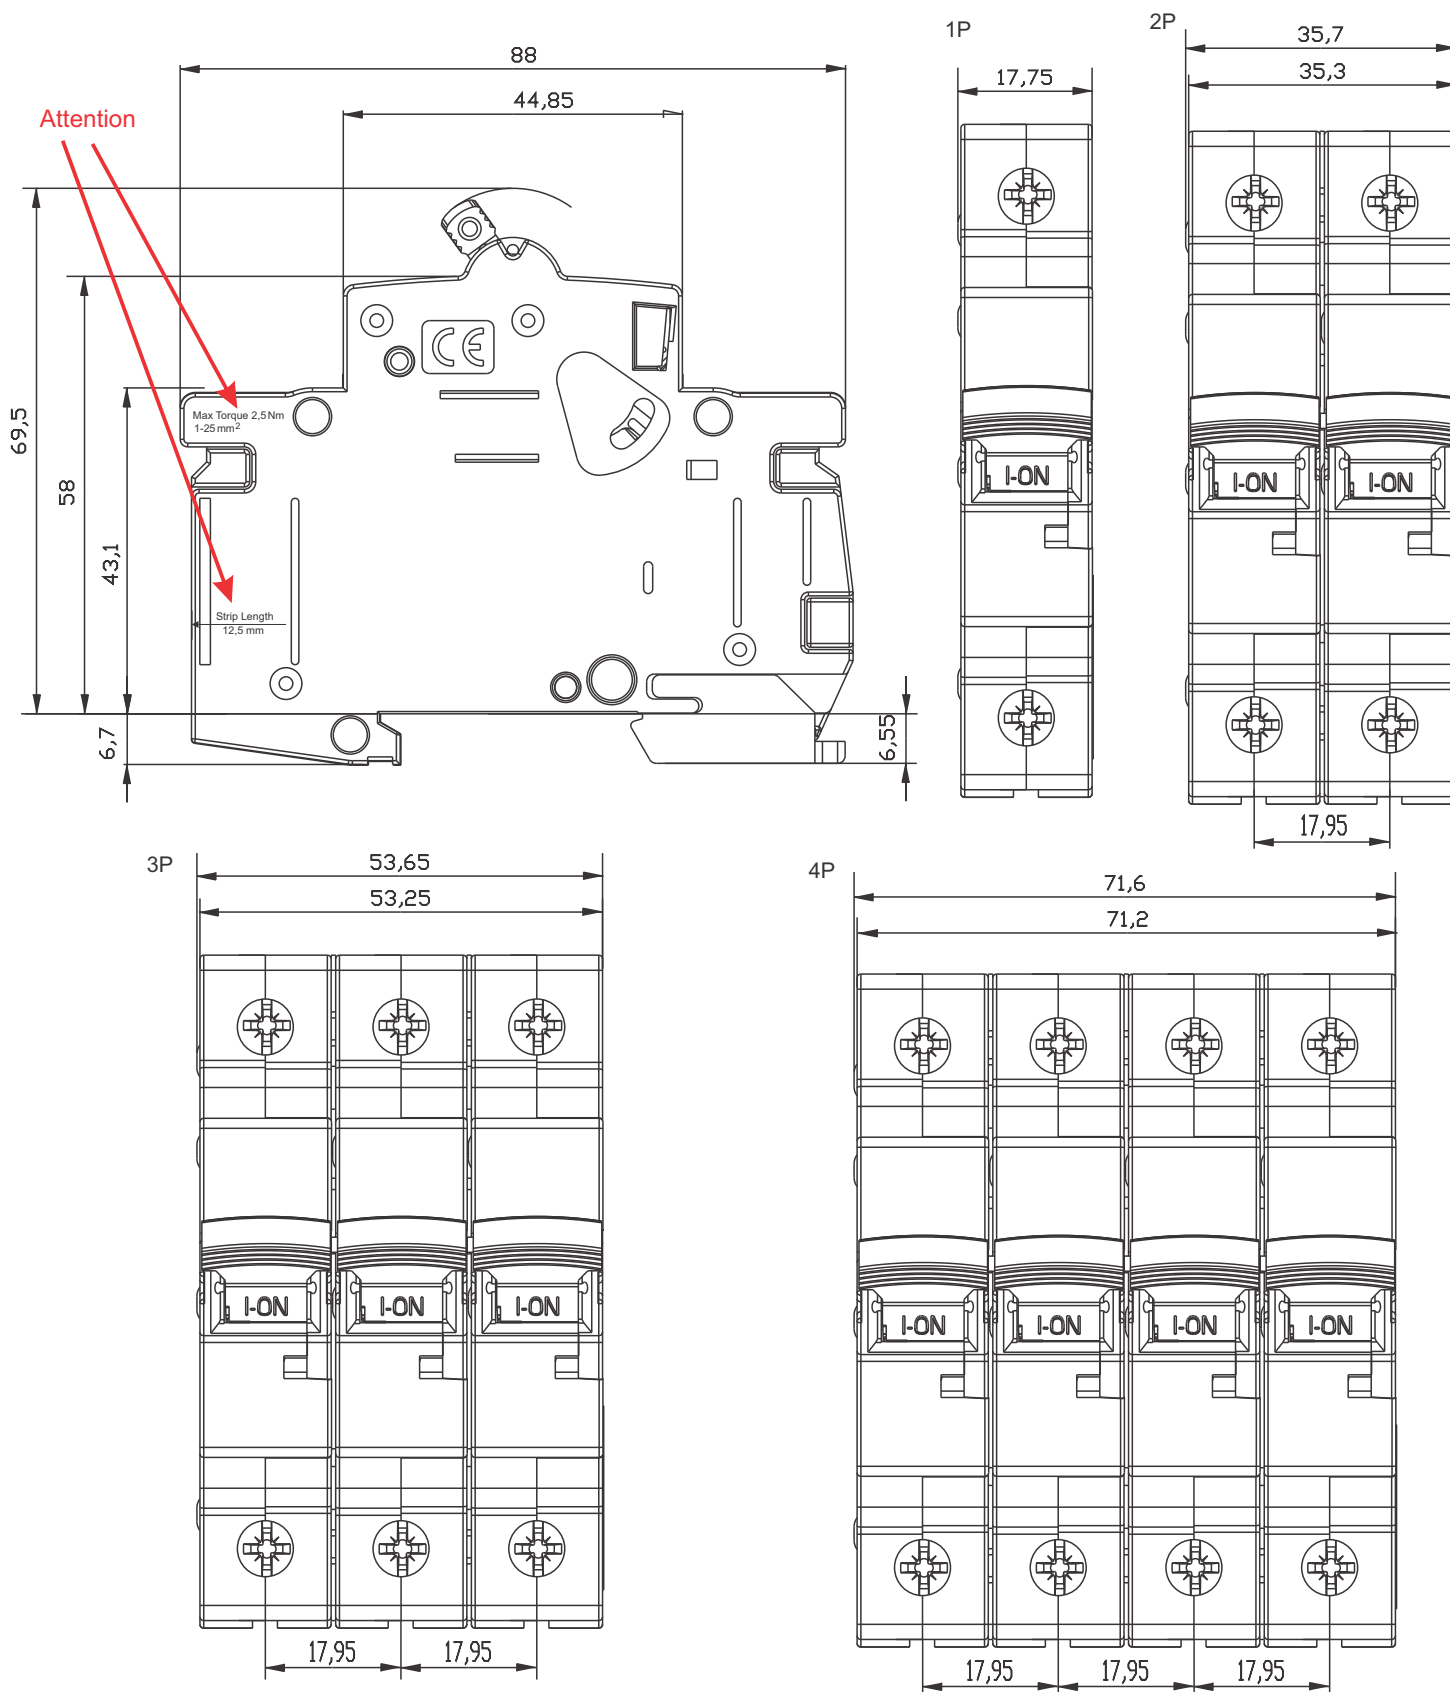 88
44,85
Attention
69,5
58
43,1
6,7
6,55
CE
Max Torque 2,5 Nm
1-25 mm²
Strip Length
12,5 mm
1P
17,75
I-ON
2P
35,7
35,3
I-ON I-ON
17,95
3P
53,65
53,25
I-ON I-ON I-ON
17,95 17,95
4P
71,6
71,2
I-ON I-ON I-ON I-ON
17,95 17,95 17,95